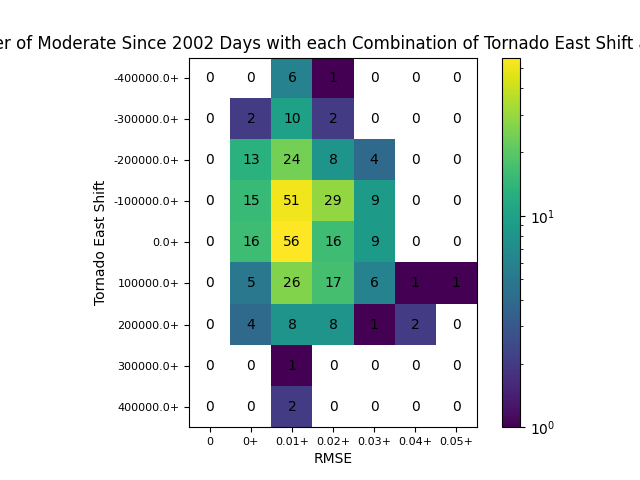 er of Moderate Since 2002 Days with each Combination of Tornado East Shift
-400000.0+ 0 0 6 1 0 0 0
-300000.0+ 0 2 10 2 0 0 0
-200000.0+ 0 13 24 8 4 0 0
-100000.0+ 0 15 51 29 9 0 0
0.0+ 0 16 56 16 9 0 0
100000.0+ 0 5 26 17 6 1 1
200000.0+ 0 4 8 8 1 2 0
300000.0+ 0 0 1 0 0 0 0
400000.0+ 0 0 2 0 0 0 0
0 0+ 0.01+ 0.02+ 0.03+ 0.04+ 0.05+
RMSE
Tornado East Shift
10¹
10⁰